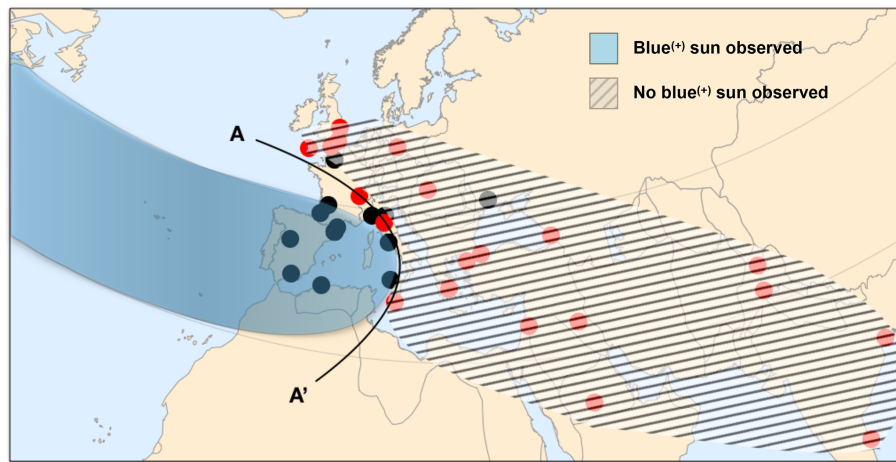 Blue(+) sun observed
No blue(+) sun observed
A
A'